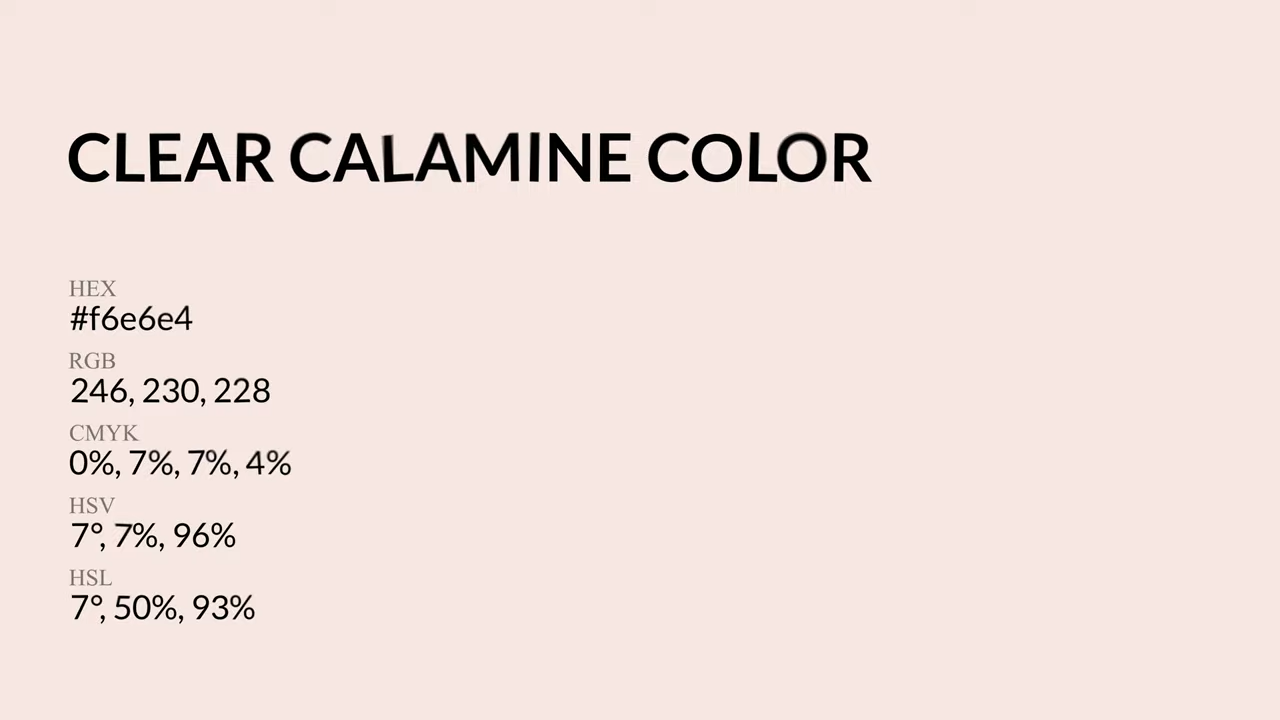 CLEAR CALAMINE COLOR
HEX
#f6e6e4
RGB
246, 230, 228
CMYK
0%, 7%, 7%, 4%
HSV
7°, 7%, 96%
HSL
7°, 50%, 93%